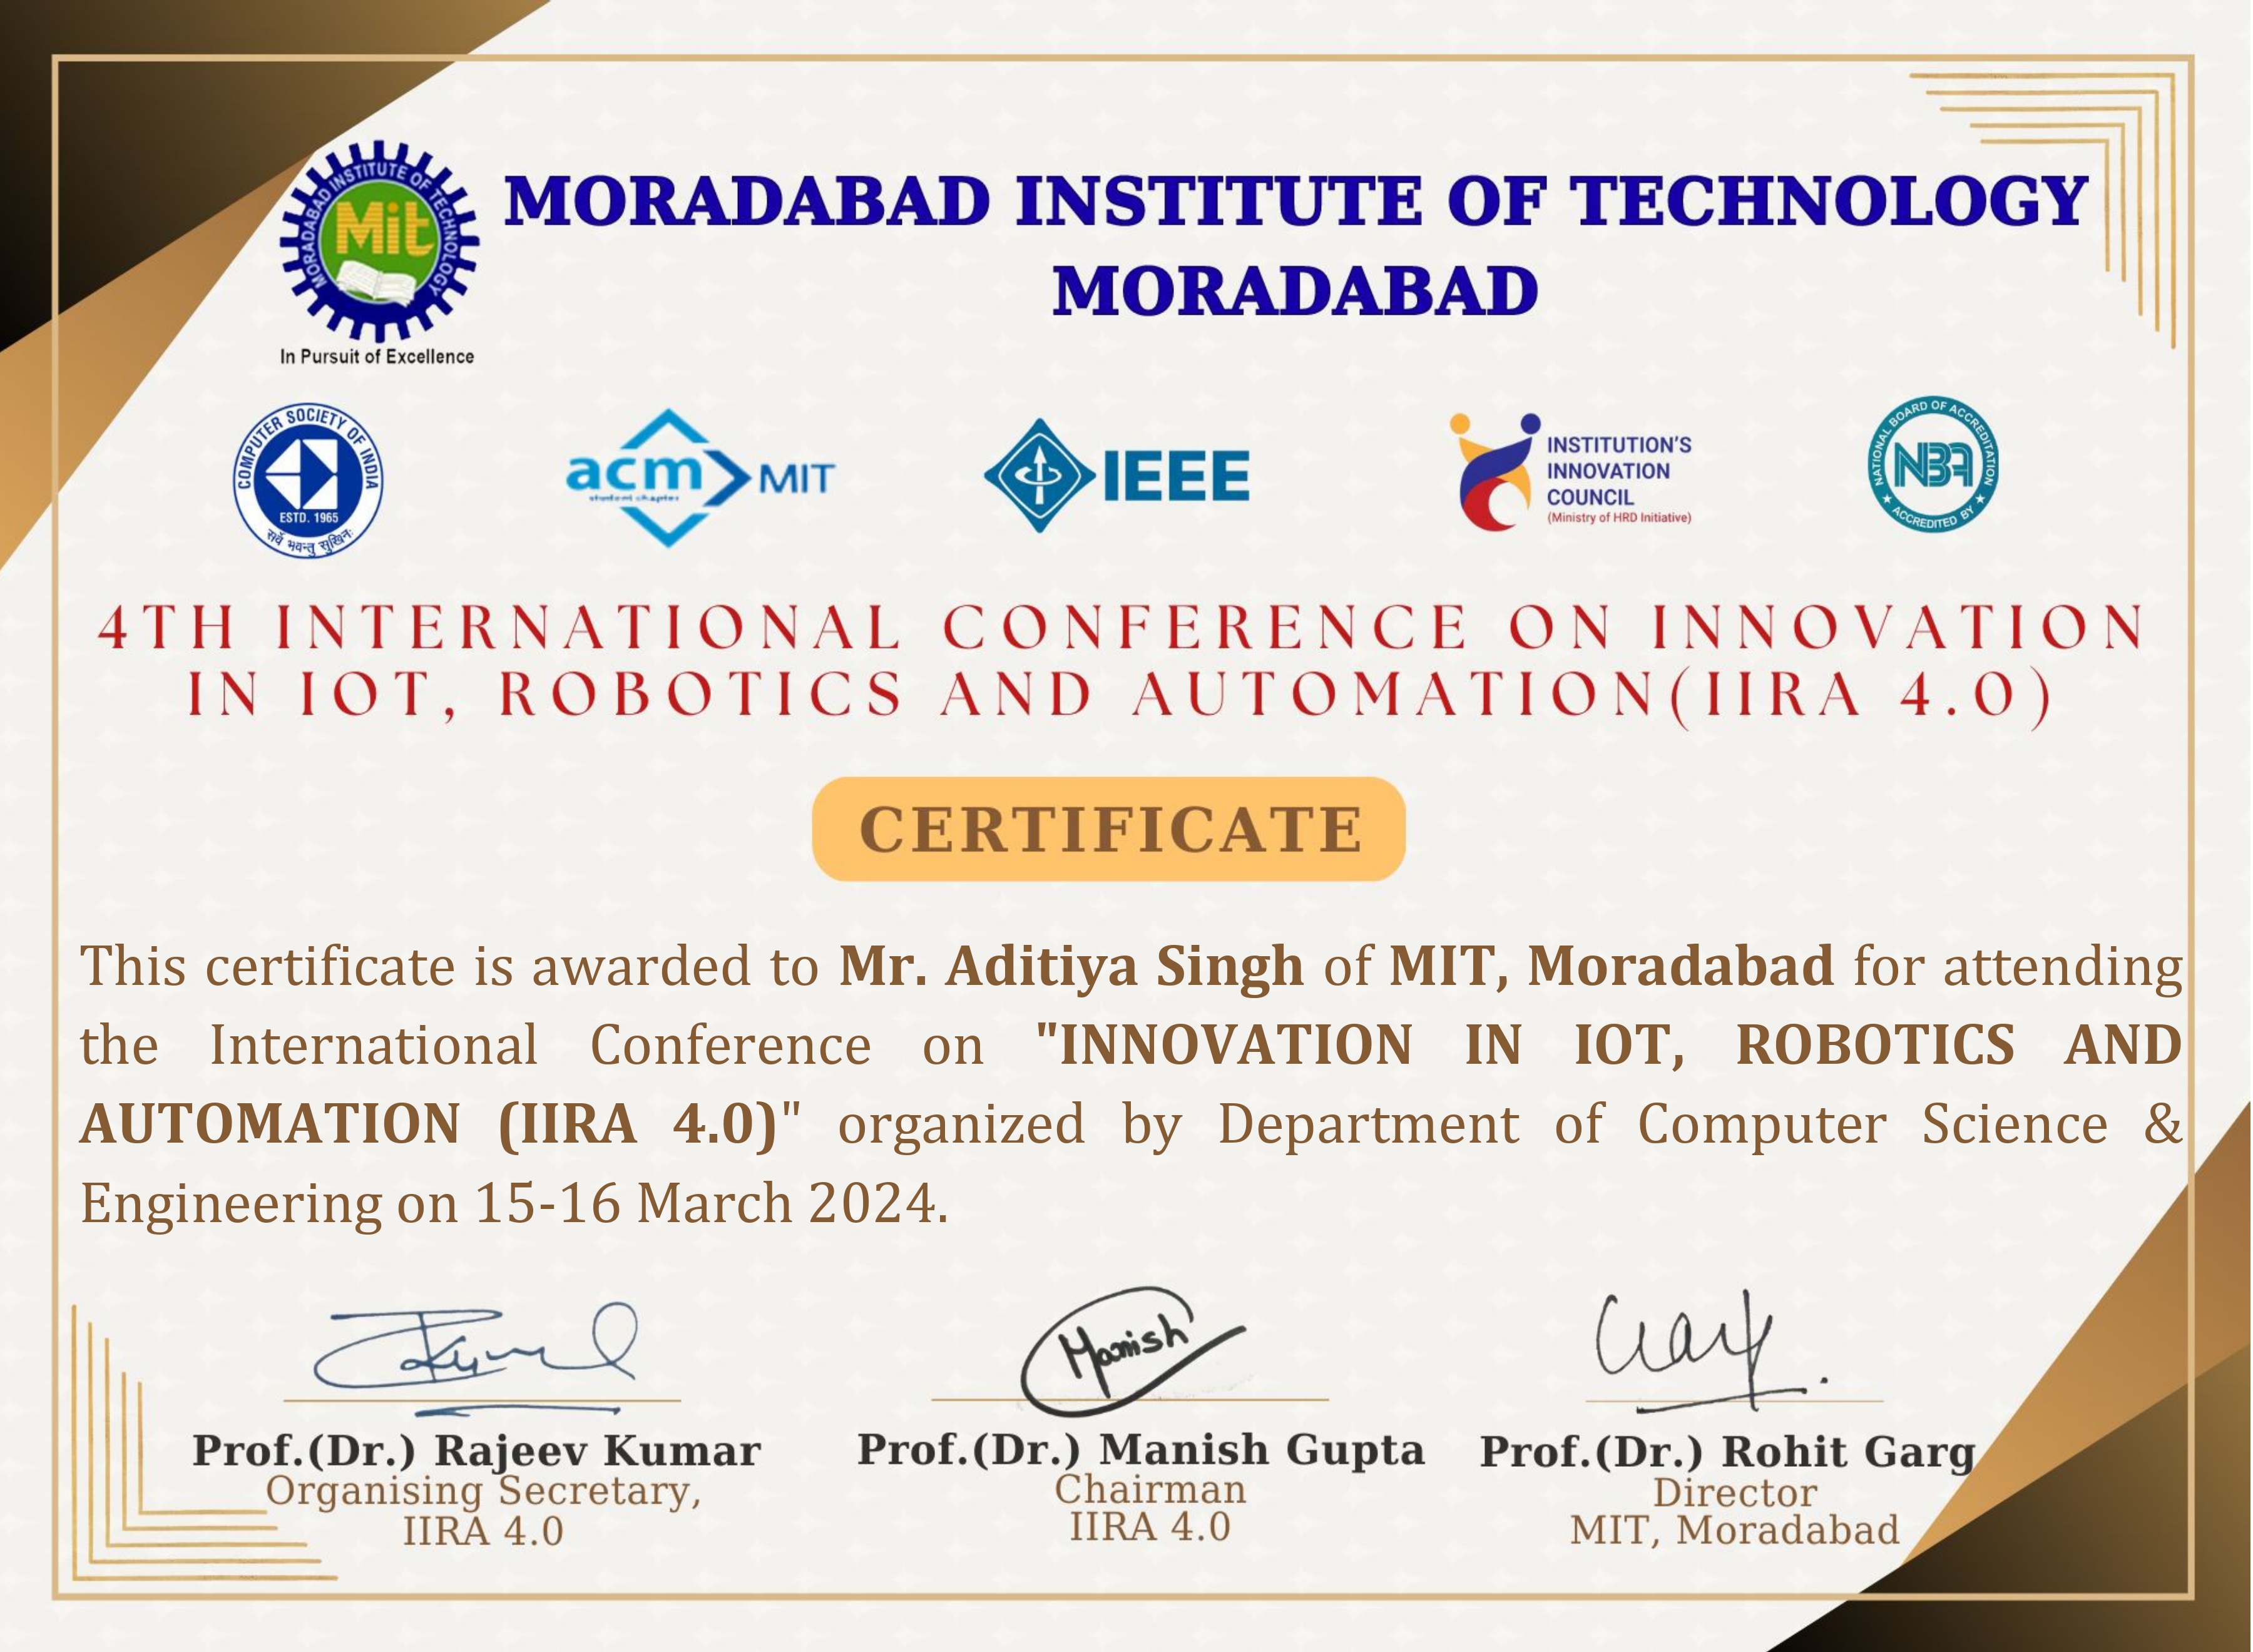 MORADABAD INSTITUTE OF TECHNOLOGY
Mit
In Pursuit of Excellence
MORADABAD INSTITUTE OF TECHNOLOGY
MORADABAD
COMPUTER SOCIETY OF INDIA
ESTD. 1965
सर्वे भवन्तु सुखिनः
acm MIT
student chapter
IEEE
INSTITUTION'S
INNOVATION
COUNCIL
(Ministry of HRD Initiative)
NATIONAL BOARD OF ACCREDITATION
NBA
ACCREDITED BY
4TH INTERNATIONAL CONFERENCE ON INNOVATION
IN IOT, ROBOTICS AND AUTOMATION(IIRA 4.0)
CERTIFICATE
This certificate is awarded to Mr. Aditiya Singh of MIT, Moradabad for attending
the International Conference on "INNOVATION IN IOT, ROBOTICS AND
AUTOMATION (IIRA 4.0)" organized by Department of Computer Science &
Engineering on 15-16 March 2024.
Manish
Garg
Prof.(Dr.) Rajeev Kumar
Organising Secretary,
IIRA 4.0
Prof.(Dr.) Manish Gupta
Chairman
IIRA 4.0
Prof.(Dr.) Rohit Garg
Director
MIT, Moradabad